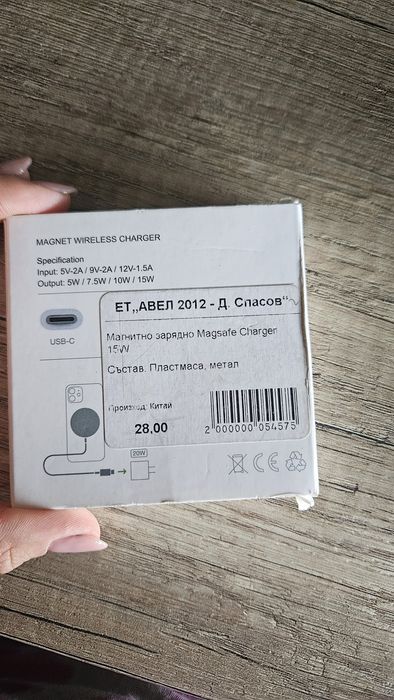 MAGNET WIRELESS CHARGER
Specification
Input: 5V-2A / 9V-2A / 12V-1.5A
Output: 5W / 7.5W / 10W / 15W
USB-C
ЕТ„АВЕЛ 2012 - Д. Спасов“
Магнитно зарядно Magsafe Charger
15W
Състав. Пластмаса, метал
Произход: Китай
28,00
2 000000 054575
20W
CE